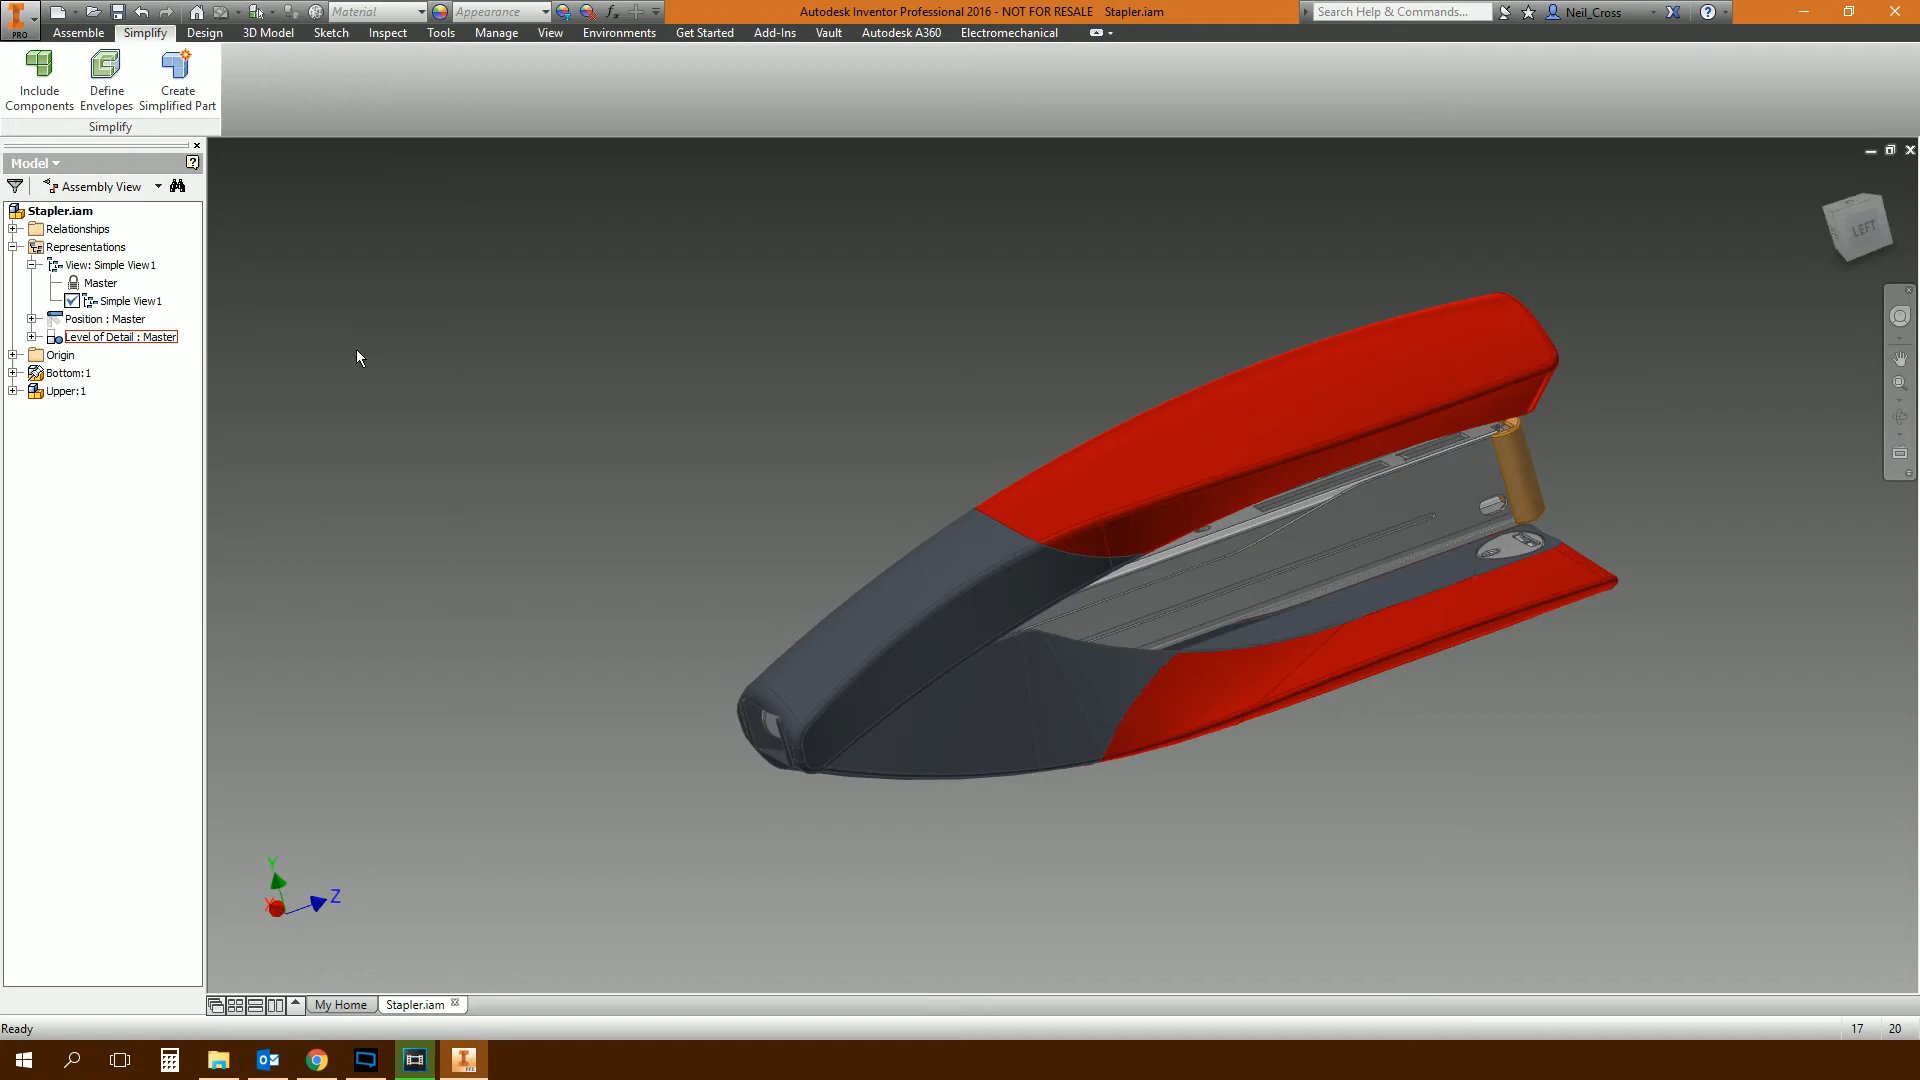 Material
Appearance
Autodesk Inventor Professional 2016 - NOT FOR RESALE Stapler.iam
Search Help & Commands...
Neil_Cross
PRO
Assemble
Simplify
Design
3D Model
Sketch
Inspect
Tools
Manage
View
Environments
Get Started
Add-Ins
Vault
Autodesk A360
Electromechanical
Include
Components
Define
Envelopes
Create
Simplified Part
Simplify
Model
Assembly View
Stapler.iam
Relationships
Representations
View: Simple View1
Master
Simple View1
Position : Master
Level of Detail : Master
Origin
Bottom:1
Upper:1
LEFT
Y
X
Z
My Home
Stapler.iam
Ready
17
20